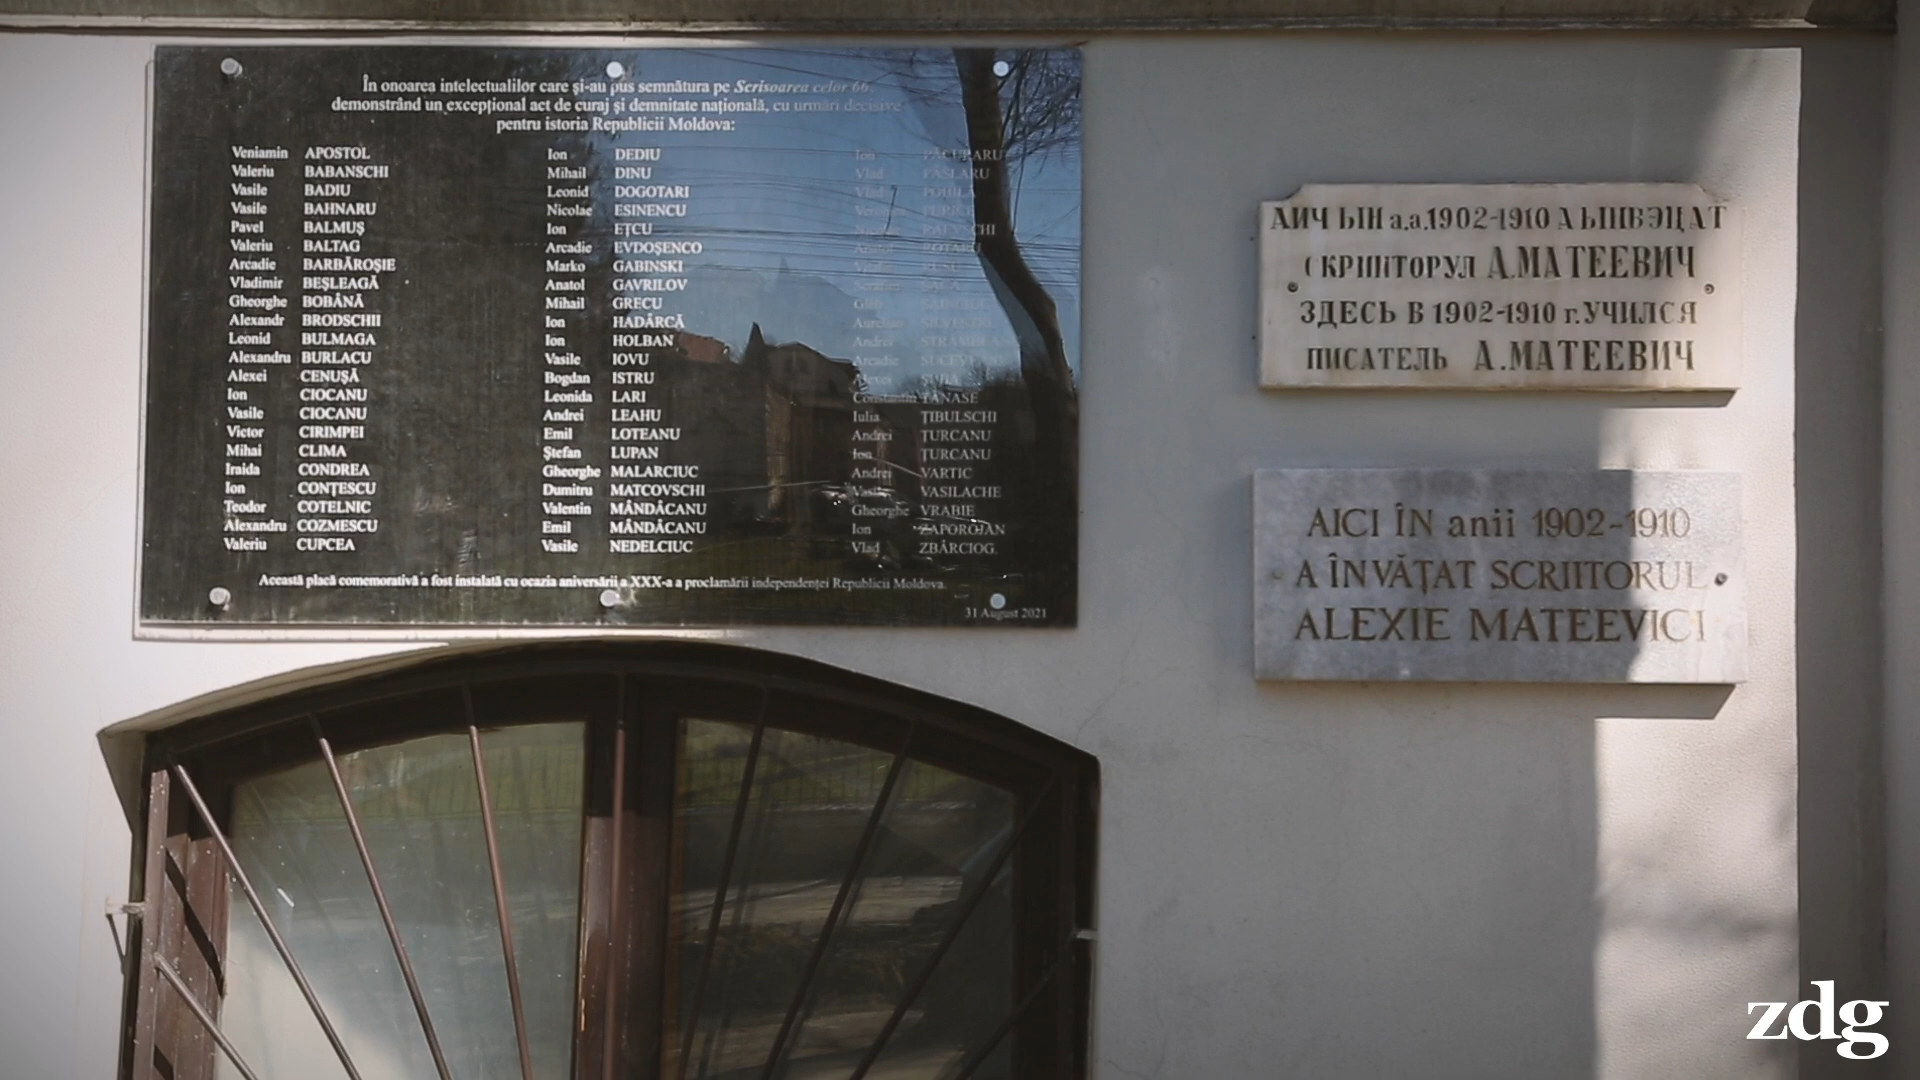 În onoarea intelectualilor care și-au pus semnătura pe Scrisoarea celor 66,
demonstrând un excepțional act de curaj și demnitate națională, cu urmări decisive
pentru istoria Republicii Moldova:
Veniamin APOSTOL
Valeriu BABANSCHI
Vasile BADIU
Vasile BAHNARU
Pavel BALMUȘ
Valeriu BALTAG
Arcadie BARBĂROȘIE
Vladimir BEȘLEAGĂ
Gheorghe BOBÂNĂ
Alexandr BRODSCHII
Leonid BULMAGA
Alexandru BURLACU
Alexei CENUȘĂ
Ion CIOCANU
Vasile CIOCANU
Victor CIRIMPEI
Mihai CLIMA
Iraida CONDREA
Ion CONȚESCU
Teodor COTELNIC
Alexandru COZMESCU
Valeriu CUPCEA
Ion DEDIU
Mihail DINU
Leonid DOGOTARI
Nicolae ESINENCU
Ion EȚCU
Arcadie EVDOȘENCO
Marko GABINSKI
Anatol GAVRILOV
Mihail GRECU
Ion HADÂRCĂ
Ion HOLBAN
Vasile IOVU
Bogdan ISTRU
Leonida LARI
Andrei LEAHU
Emil LOTEANU
Ștefan LUPAN
Gheorghe MALARCIUC
Dumitru MATCOVSCHI
Valentin MÂNDÂCANU
Emil MÂNDÂCANU
Vasile NEDELCIUC
Ion PĂCURARU
Vlad PÂSLARU
Vlad POHILĂ
Andrei
Arcadie
Constantin TĂNASE
Iulia ȚIBULSCHI
Andrei ȚURCANU
Ion ȚURCANU
Andrei VARTIC
Vasile VASILACHE
Gheorghe VRABIE
Ion ZAPOROJAN
Vlad ZBÂRCIOG.
Această placă comemorativă a fost instalată cu ocazia aniversării a XXX-a a proclamării independenței Republicii Moldova.
31 August 2021
АИЧ ЫН а.а.1902-1910 А ЫНВЭЦАТ
СКРИИТОРУЛ А.МАТЕЕВИЧ
ЗДЕСЬ В 1902-1910 г.УЧИЛСЯ
ПИСАТЕЛЬ А.МАТЕЕВИЧ
AICI ÎN anii 1902-1910
A ÎNVĂȚAT SCRIITORUL
ALEXIE MATEEVICI
zdg